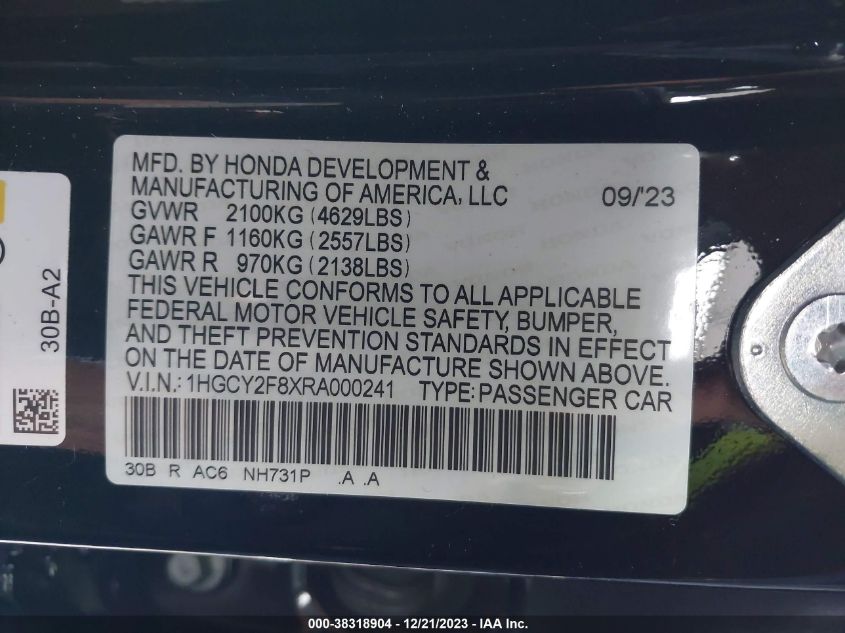 MFD. BY HONDA DEVELOPMENT &
MANUFACTURING OF AMERICA, LLC 09/'23
GVWR 2100KG (4629LBS)
GAWR F 1160KG (2557LBS)
GAWR R 970KG (2138LBS)
THIS VEHICLE CONFORMS TO ALL APPLICABLE
FEDERAL MOTOR VEHICLE SAFETY, BUMPER,
AND THEFT PREVENTION STANDARDS IN EFFECT
ON THE DATE OF MANUFACTURE SHOWN ABOVE.
V.I.N.: 1HGCY2F8XRA000241 TYPE: PASSENGER CAR
30B R AC6 NH731P .A .A
30B-A2
000-38318904 – 12/21/2023 – IAA Inc.